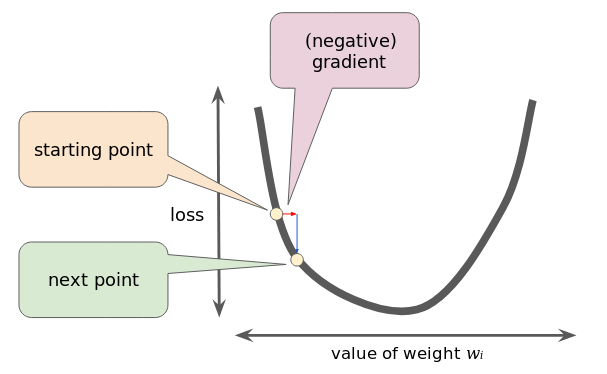 (negative)
gradient
starting point
loss
next point
value of weight wᵢ